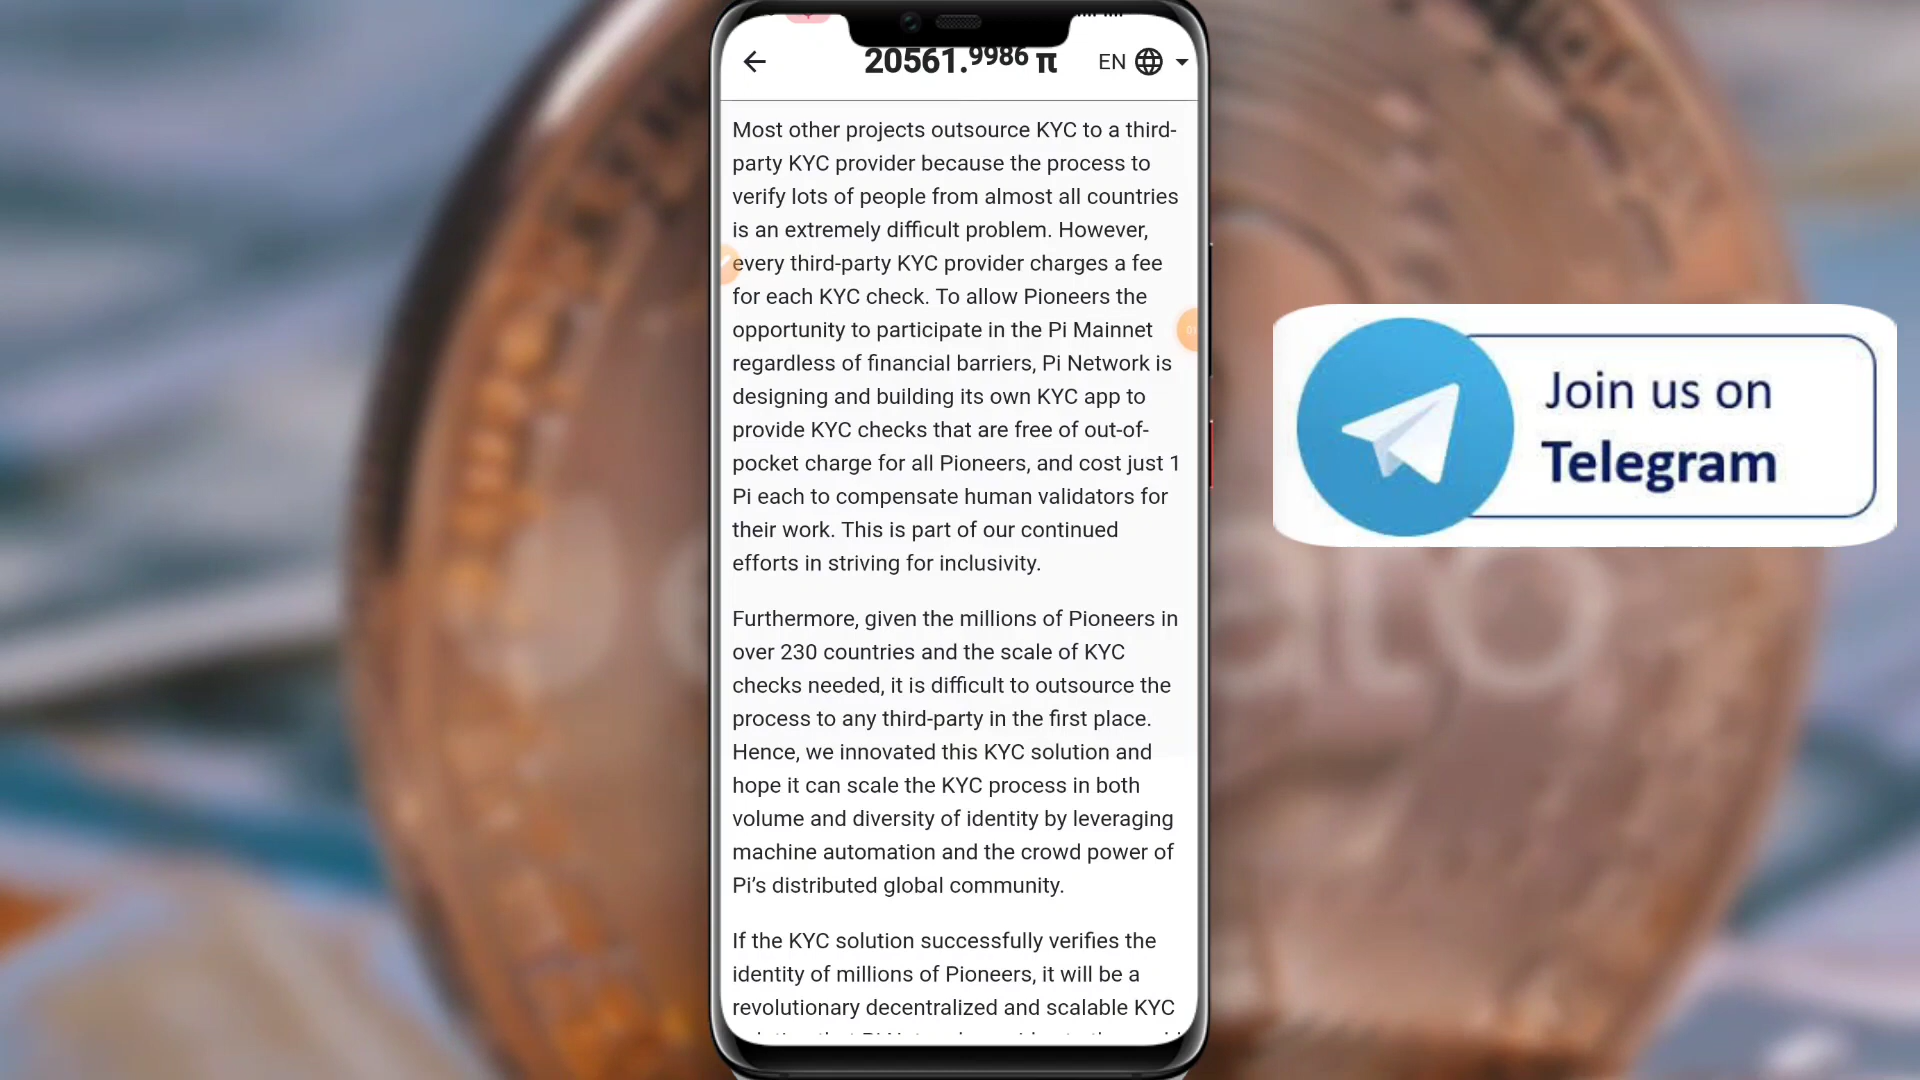 20561.9986 π
EN
Most other projects outsource KYC to a third-
party KYC provider because the process to
verify lots of people from almost all countries
is an extremely difficult problem. However,
every third-party KYC provider charges a fee
for each KYC check. To allow Pioneers the
opportunity to participate in the Pi Mainnet
regardless of financial barriers, Pi Network is
designing and building its own KYC app to
provide KYC checks that are free of out-of-
pocket charge for all Pioneers, and cost just 1
Pi each to compensate human validators for
their work. This is part of our continued
efforts in striving for inclusivity.
Furthermore, given the millions of Pioneers in
over 230 countries and the scale of KYC
checks needed, it is difficult to outsource the
process to any third-party in the first place.
Hence, we innovated this KYC solution and
hope it can scale the KYC process in both
volume and diversity of identity by leveraging
machine automation and the crowd power of
Pi’s distributed global community.
If the KYC solution successfully verifies the
identity of millions of Pioneers, it will be a
revolutionary decentralized and scalable KYC
Join us on
Telegram